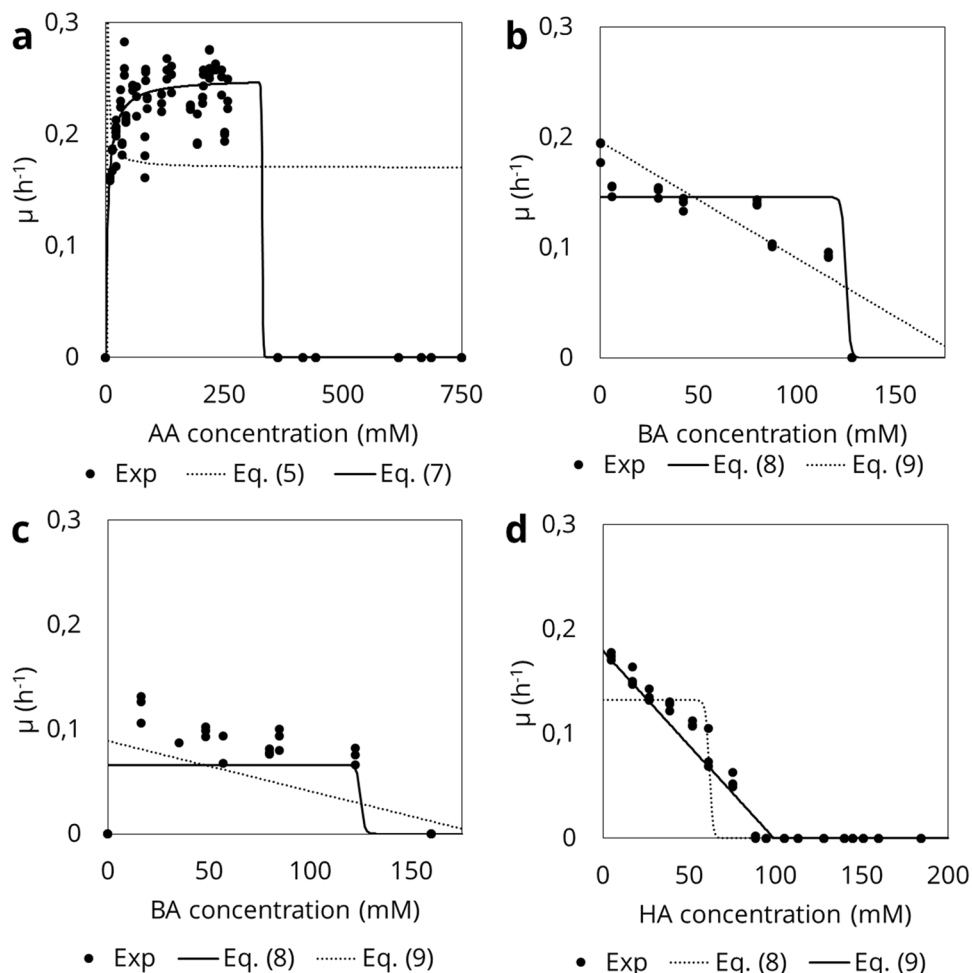 a
0,3
0,2
0,1
0
μ (h-1)
0 250 500 750
AA concentration (mM)
Exp Eq. (5) Eq. (7)
b
0,3
0,2
0,1
0
μ (h-1)
0 50 100 150
BA concentration (mM)
Exp Eq. (8) Eq. (9)
c
0,3
0,2
0,1
0
μ (h-1)
0 50 100 150
BA concentration (mM)
Exp Eq. (8) Eq. (9)
d
0,3
0,2
0,1
0
μ (h-1)
0 50 100 150 200
HA concentration (mM)
Exp Eq. (8) Eq. (9)